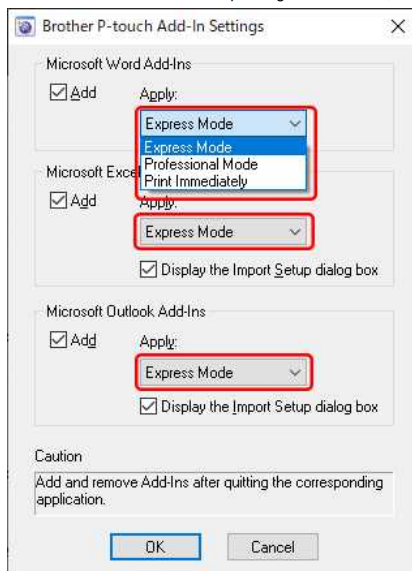 Brother P-touch Add-In Settings
Microsoft Word Add-Ins
Add
Apply:
Express Mode
Express Mode
Professional Mode
Print Immediately
Microsoft Exce
Add
Apply:
Express Mode
Display the Import Setup dialog box
Microsoft Outlook Add-Ins
Add
Apply:
Express Mode
Display the Import Setup dialog box
Caution
Add and remove Add-Ins after quitting the corresponding
application.
OK Cancel